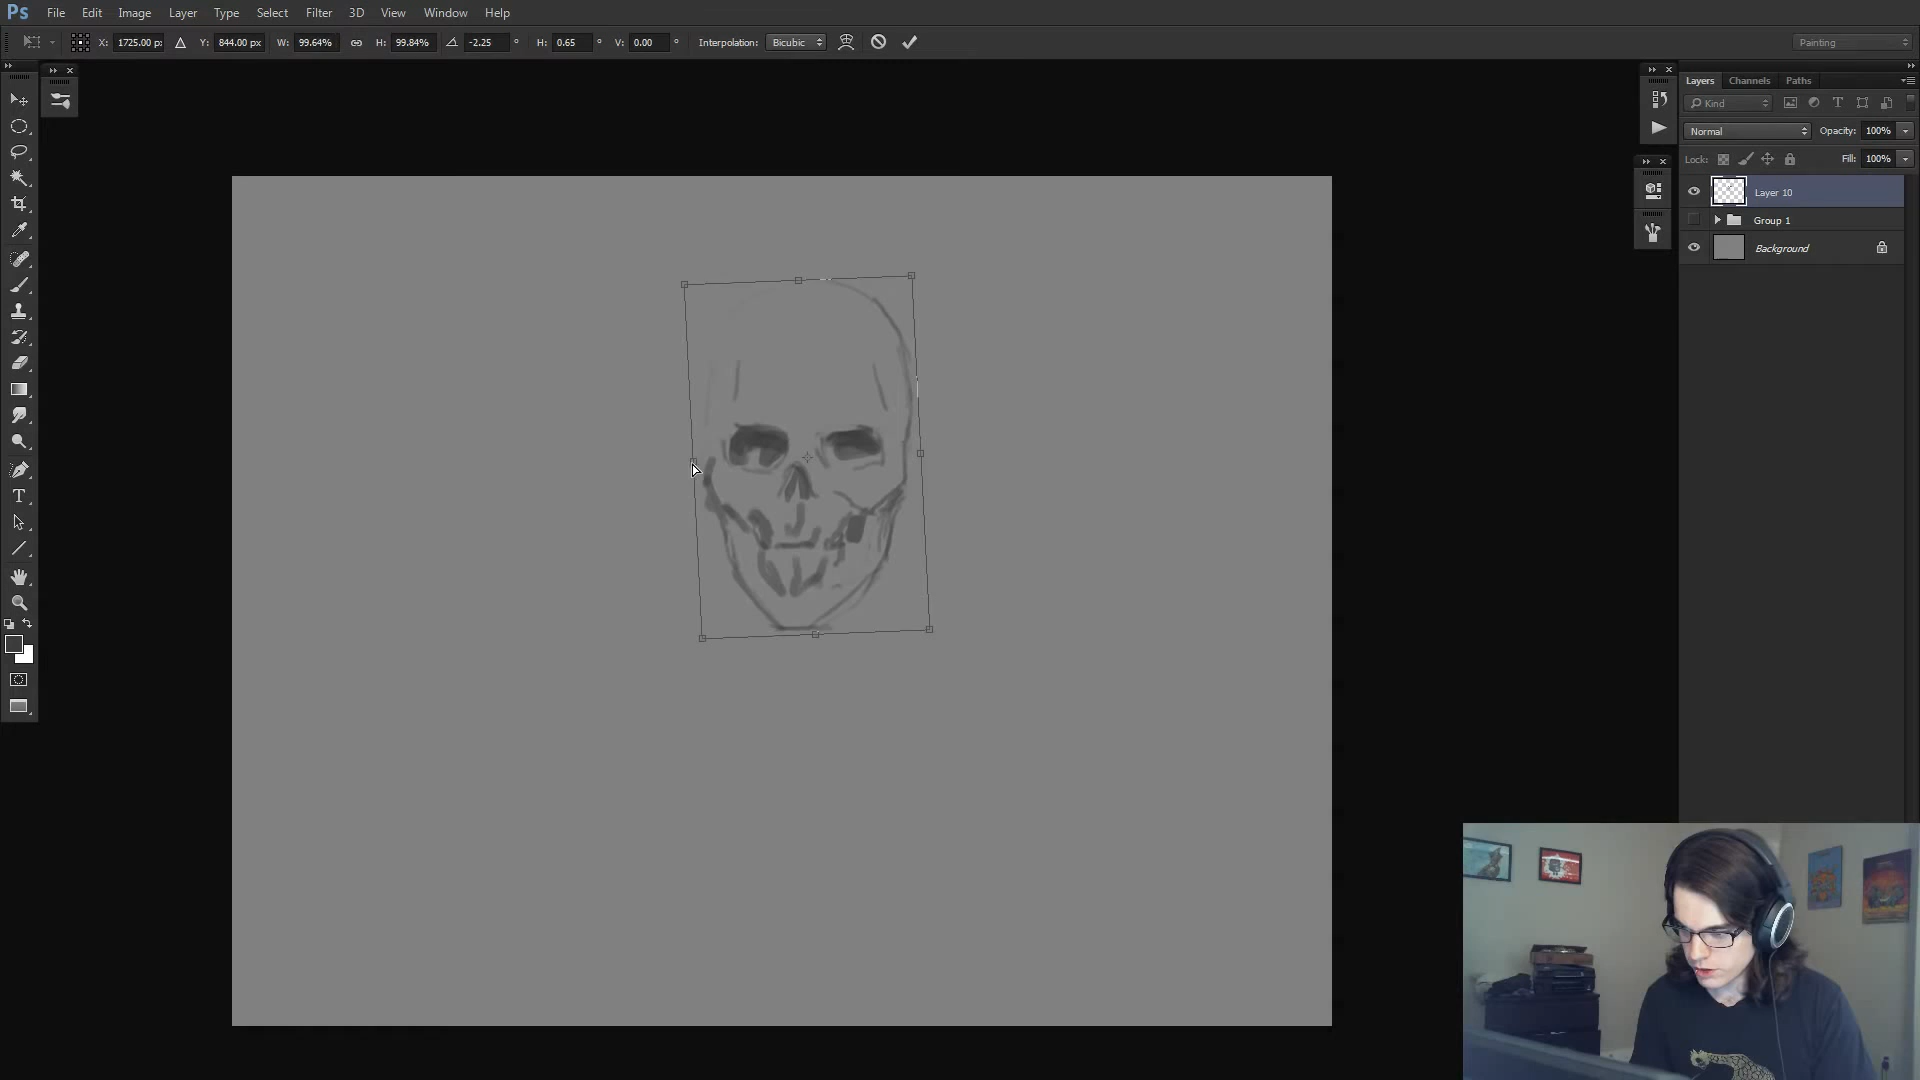 Ps File Edit Image Layer Type Select Filter 3D View Window Help
X: 1725.00 p: Y: 844.00 px W: 99.64% H: 99.84% -2.25 ° H: 0.65 ° V: 0.00 ° Interpolation: Bicubic Painting
Layers Channels Paths
Kind T
Normal Opacity: 100%
Lock: Fill: 100%
Layer 10
Group 1
Background
T